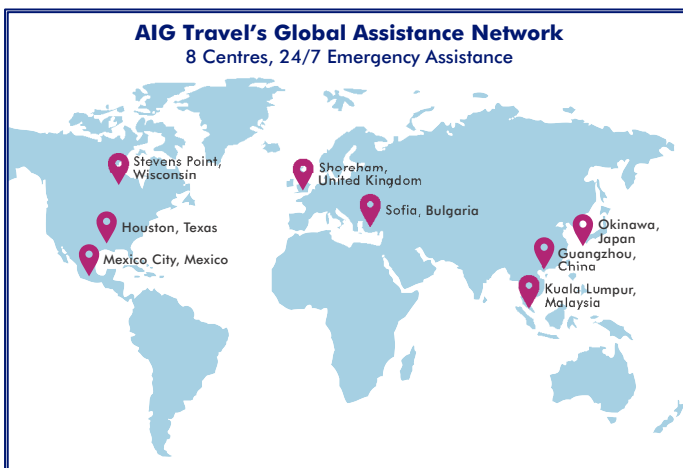 AIG Travel's Global Assistance Network
8 Centres, 24/7 Emergency Assistance
Stevens Point,
Wisconsin
Shoreham,
United Kingdom
Sofia, Bulgaria
Houston, Texas
Okinawa,
Japan
Mexico City, Mexico
Guangzhou,
China
Kuala Lumpur,
Malaysia